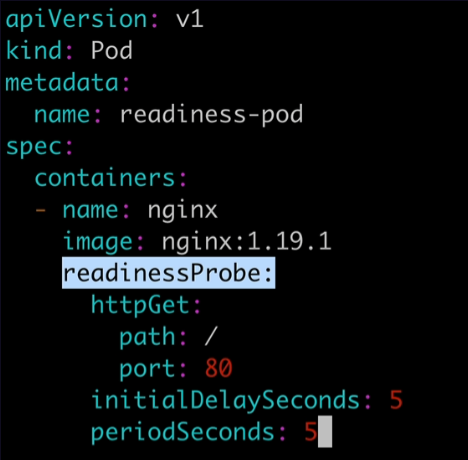 apiVersion: v1
kind: Pod
metadata:
  name: readiness-pod
spec:
  containers:
  - name: nginx
    image: nginx:1.19.1
    readinessProbe:
      httpGet:
        path: /
        port: 80
      initialDelaySeconds: 5
      periodSeconds: 5